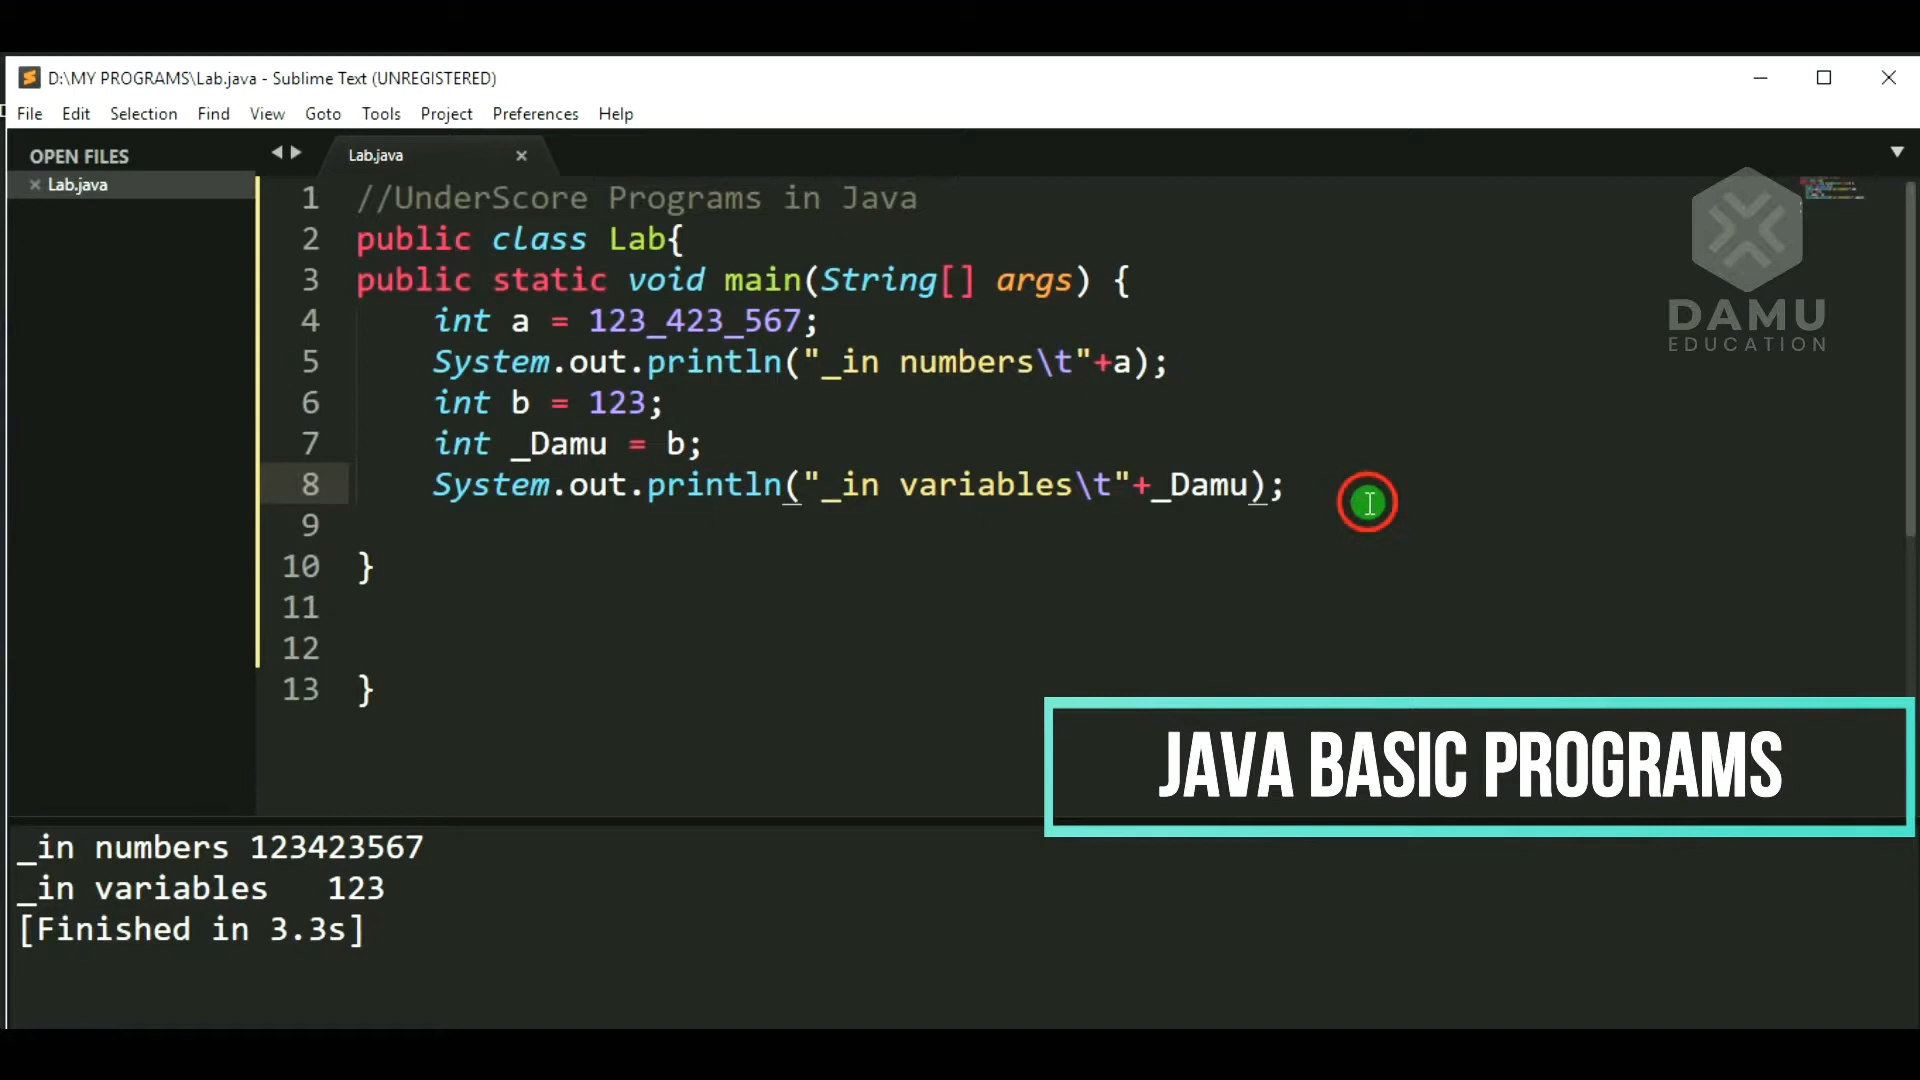 D:\MY PROGRAMS\Lab.java - Sublime Text (UNREGISTERED)
File Edit Selection Find View Goto Tools Project Preferences Help
OPEN FILES
Lab.java
Lab.java
1 //UnderScore Programs in Java
2 public class Lab{
3 public static void main(String[] args) {
4 int a = 123_423_567;
5 System.out.println("_in numbers\t"+a);
6 int b = 123;
7 int _Damu = b;
8 System.out.println("_in variables\t"+_Damu);
9
10 }
11
12
13 }
DAMU
EDUCATION
JAVA BASIC PROGRAMS
_in numbers 123423567
_in variables 123
[Finished in 3.3s]